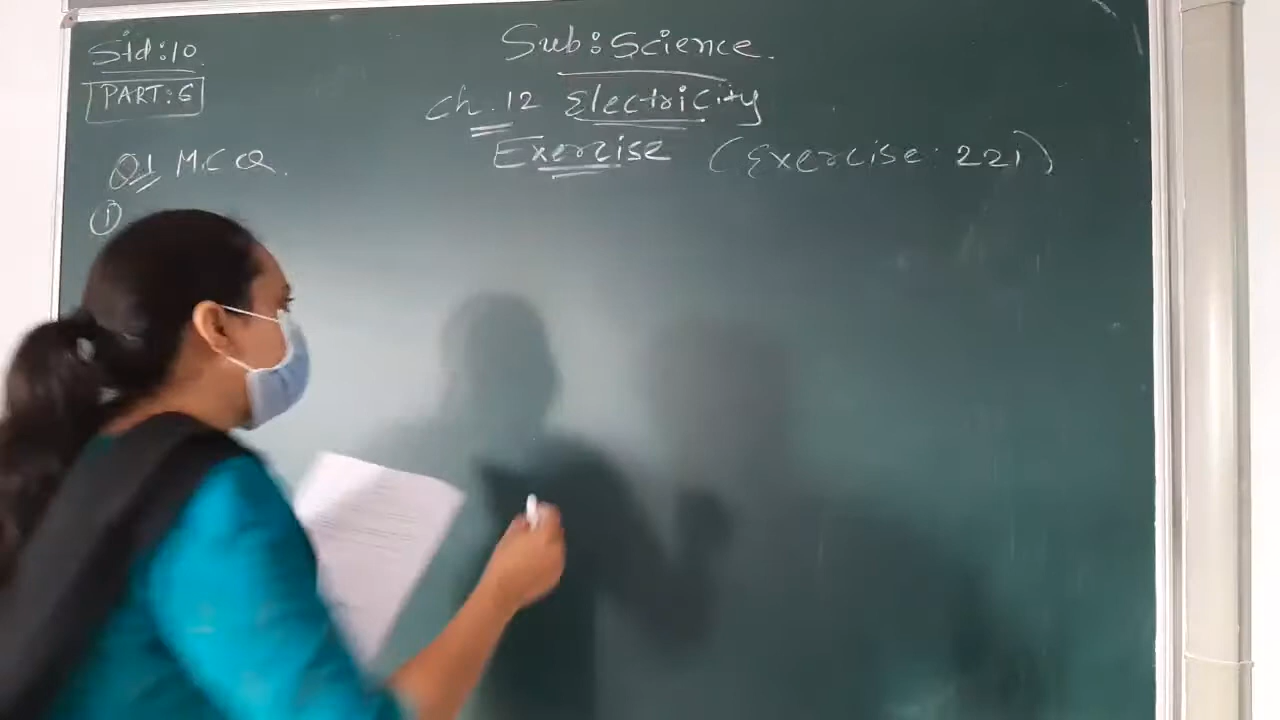 Std:10.
Sub: Science.
PART:6
Ch.12 Electricity
Exercise (Exercise: 221)
Q1 M.C Q.
①